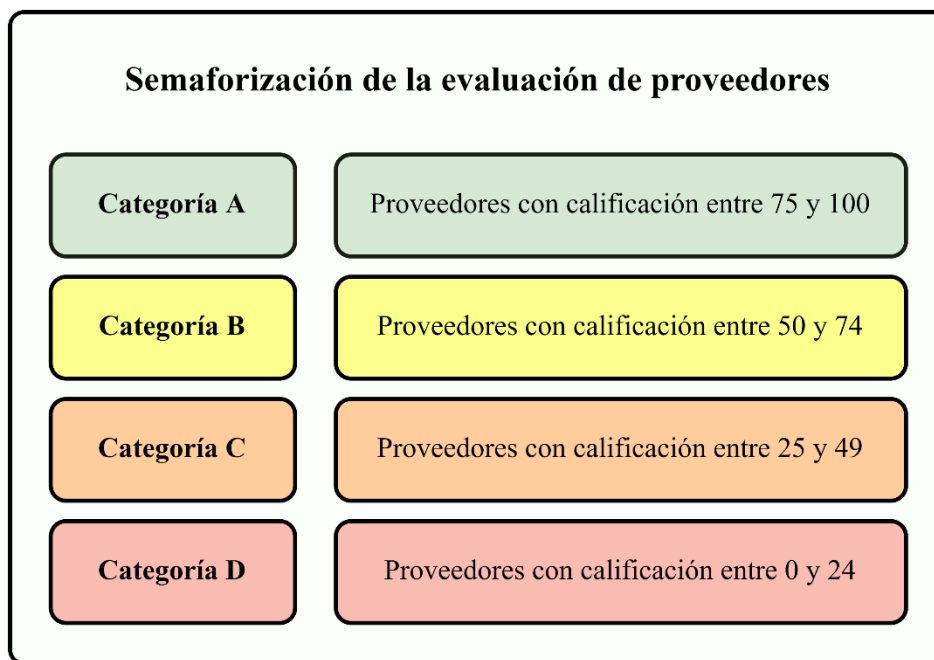 Semaforización de la evaluación de proveedores
Categoría A
Proveedores con calificación entre 75 y 100
Categoría B
Proveedores con calificación entre 50 y 74
Categoría C
Proveedores con calificación entre 25 y 49
Categoría D
Proveedores con calificación entre 0 y 24